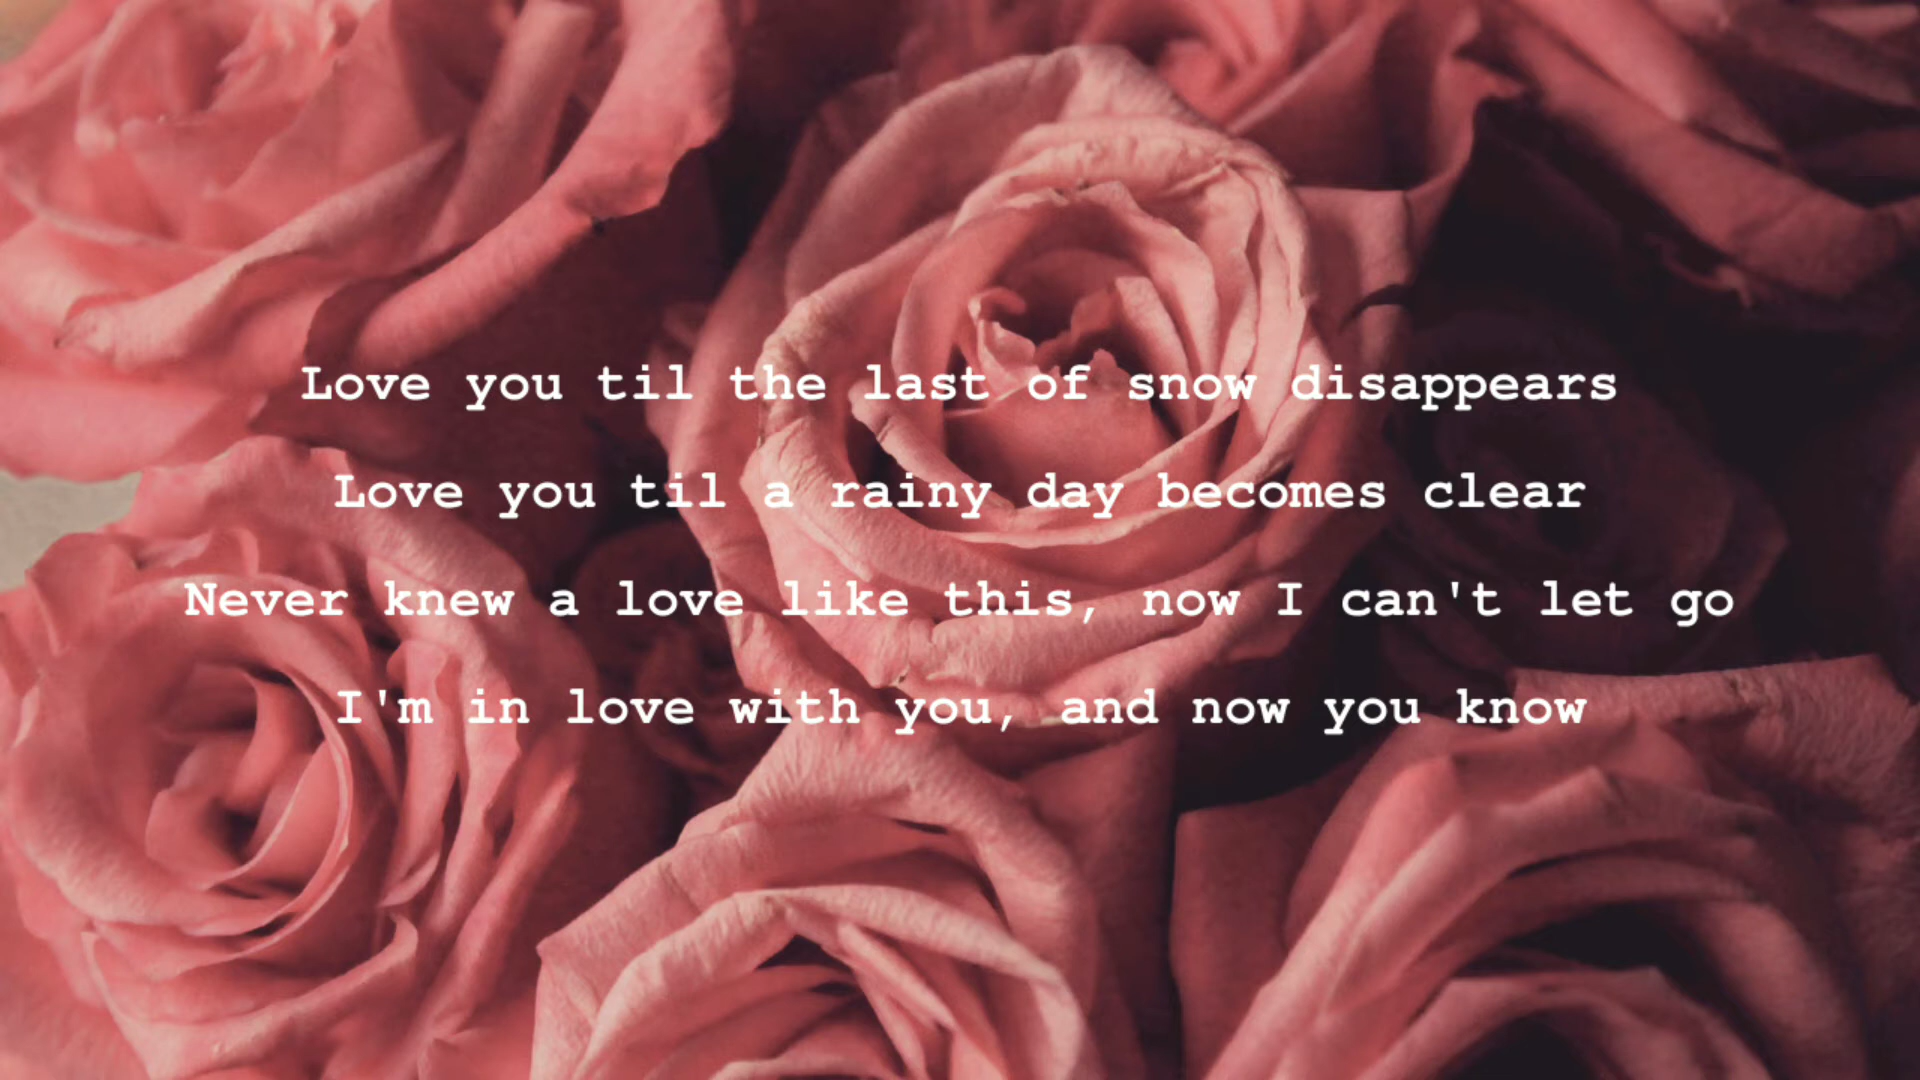 Love you til the last of snow disappears
Love you til a rainy day becomes clear
Never knew a love like this, now I can't let go
I'm in love with you, and now you know